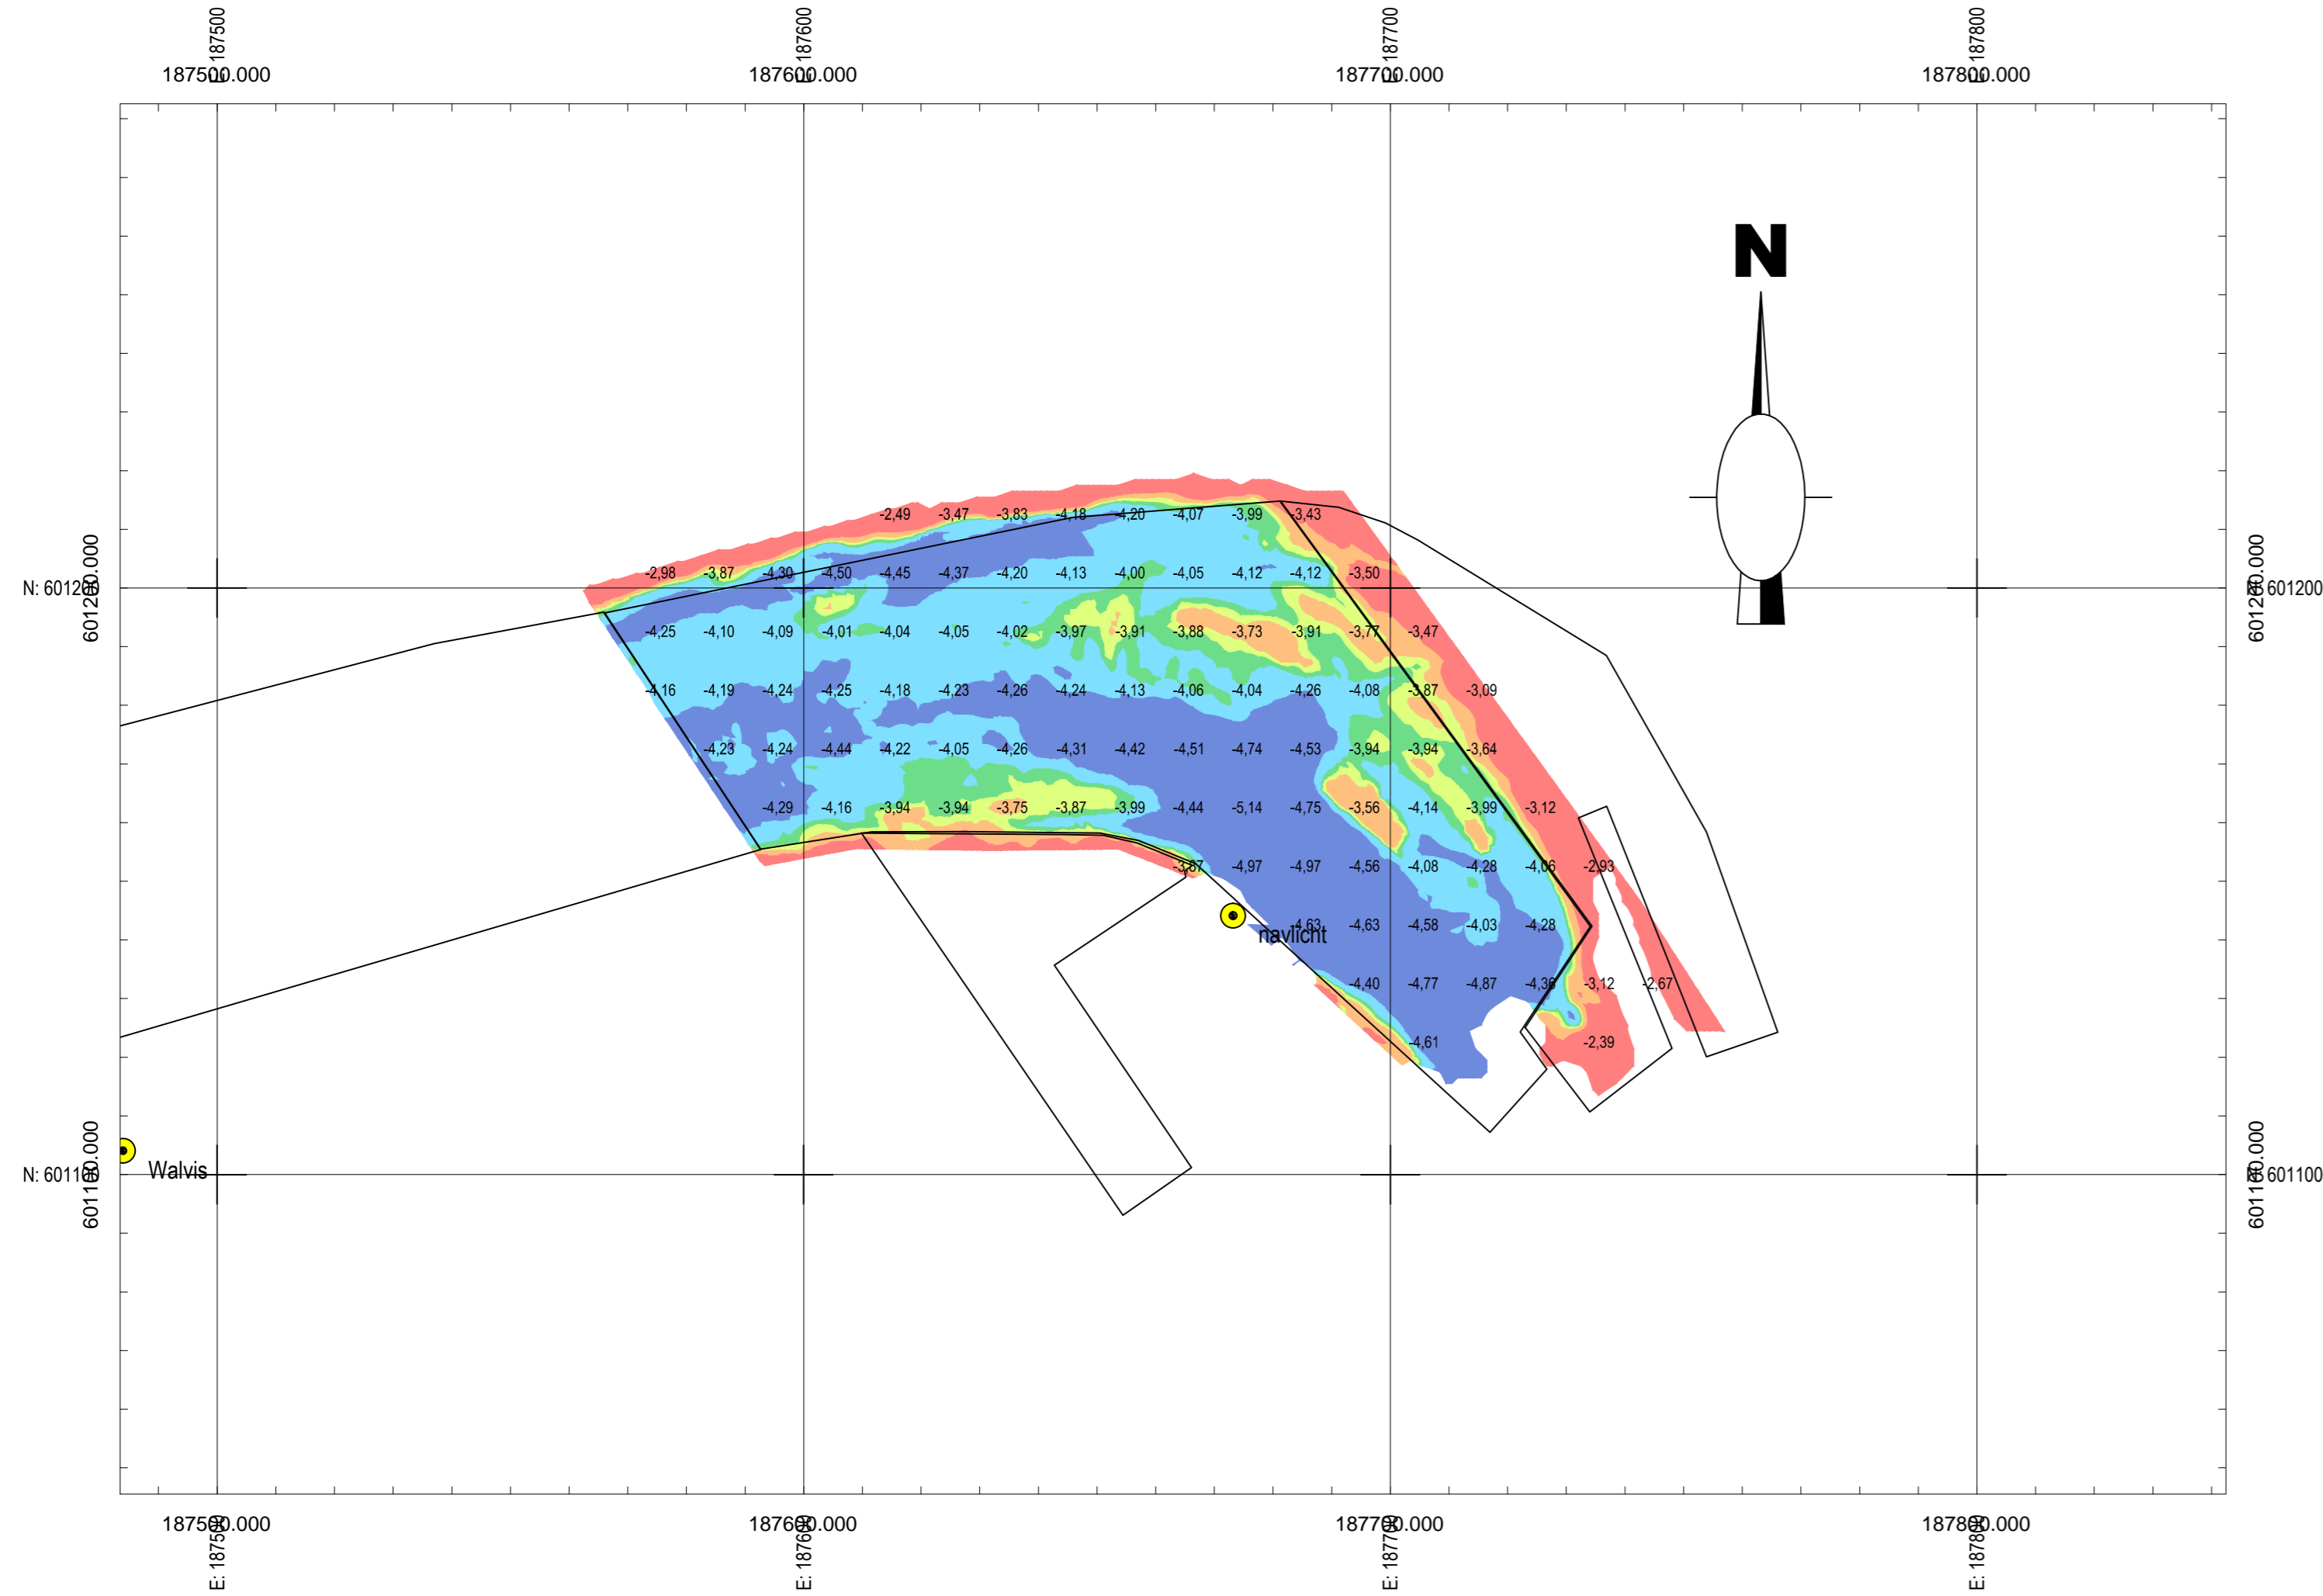 E: 187500 E: 187600 E: 187700 E: 187800
187500.000 187600.000 187700.000 187800.000
N
-2,49 -3,47 -3,83 -4,18 -4,20 -4,07 -3,99 -3,43
-2,98 -3,87 -4,30 -4,50 -4,45 -4,37 -4,20 -4,13 -4,00 -4,05 -4,12 -4,12 -3,50
N: 601200 601200.000 601200.000 N: 601200
-4,25 -4,10 -4,09 -4,01 -4,04 -4,05 -4,02 -3,97 -3,91 -3,88 -3,73 -3,91 -3,77 -3,47
-4,16 -4,19 -4,24 -4,25 -4,18 -4,23 -4,26 -4,24 -4,13 -4,06 -4,04 -4,26 -4,08 -3,87 -3,09
-4,23 -4,24 -4,44 -4,22 -4,05 -4,26 -4,31 -4,42 -4,51 -4,74 -4,53 -3,94 -3,94 -3,64
-4,29 -4,16 -3,94 -3,94 -3,75 -3,87 -3,99 -4,44 -5,14 -4,75 -3,56 -4,14 -3,99 -3,12
-3,87 -4,97 -4,97 -4,56 -4,08 -4,28 -4,06 -2,93
-4,63 -4,63 -4,58 -4,03 -4,28
navlicht
-4,40 -4,77 -4,87 -4,36 -3,12 -2,67
-4,61 -2,39
Walvis
N: 601100 601100.000 601100.000 N: 601100
187500.000 187600.000 187700.000 187800.000
E: 187500 E: 187600 E: 187700 E: 187800